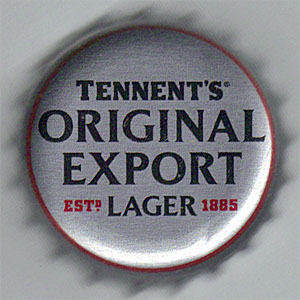 TENNENT'S®
ORIGINAL
EXPORT
ESTD LAGER 1885